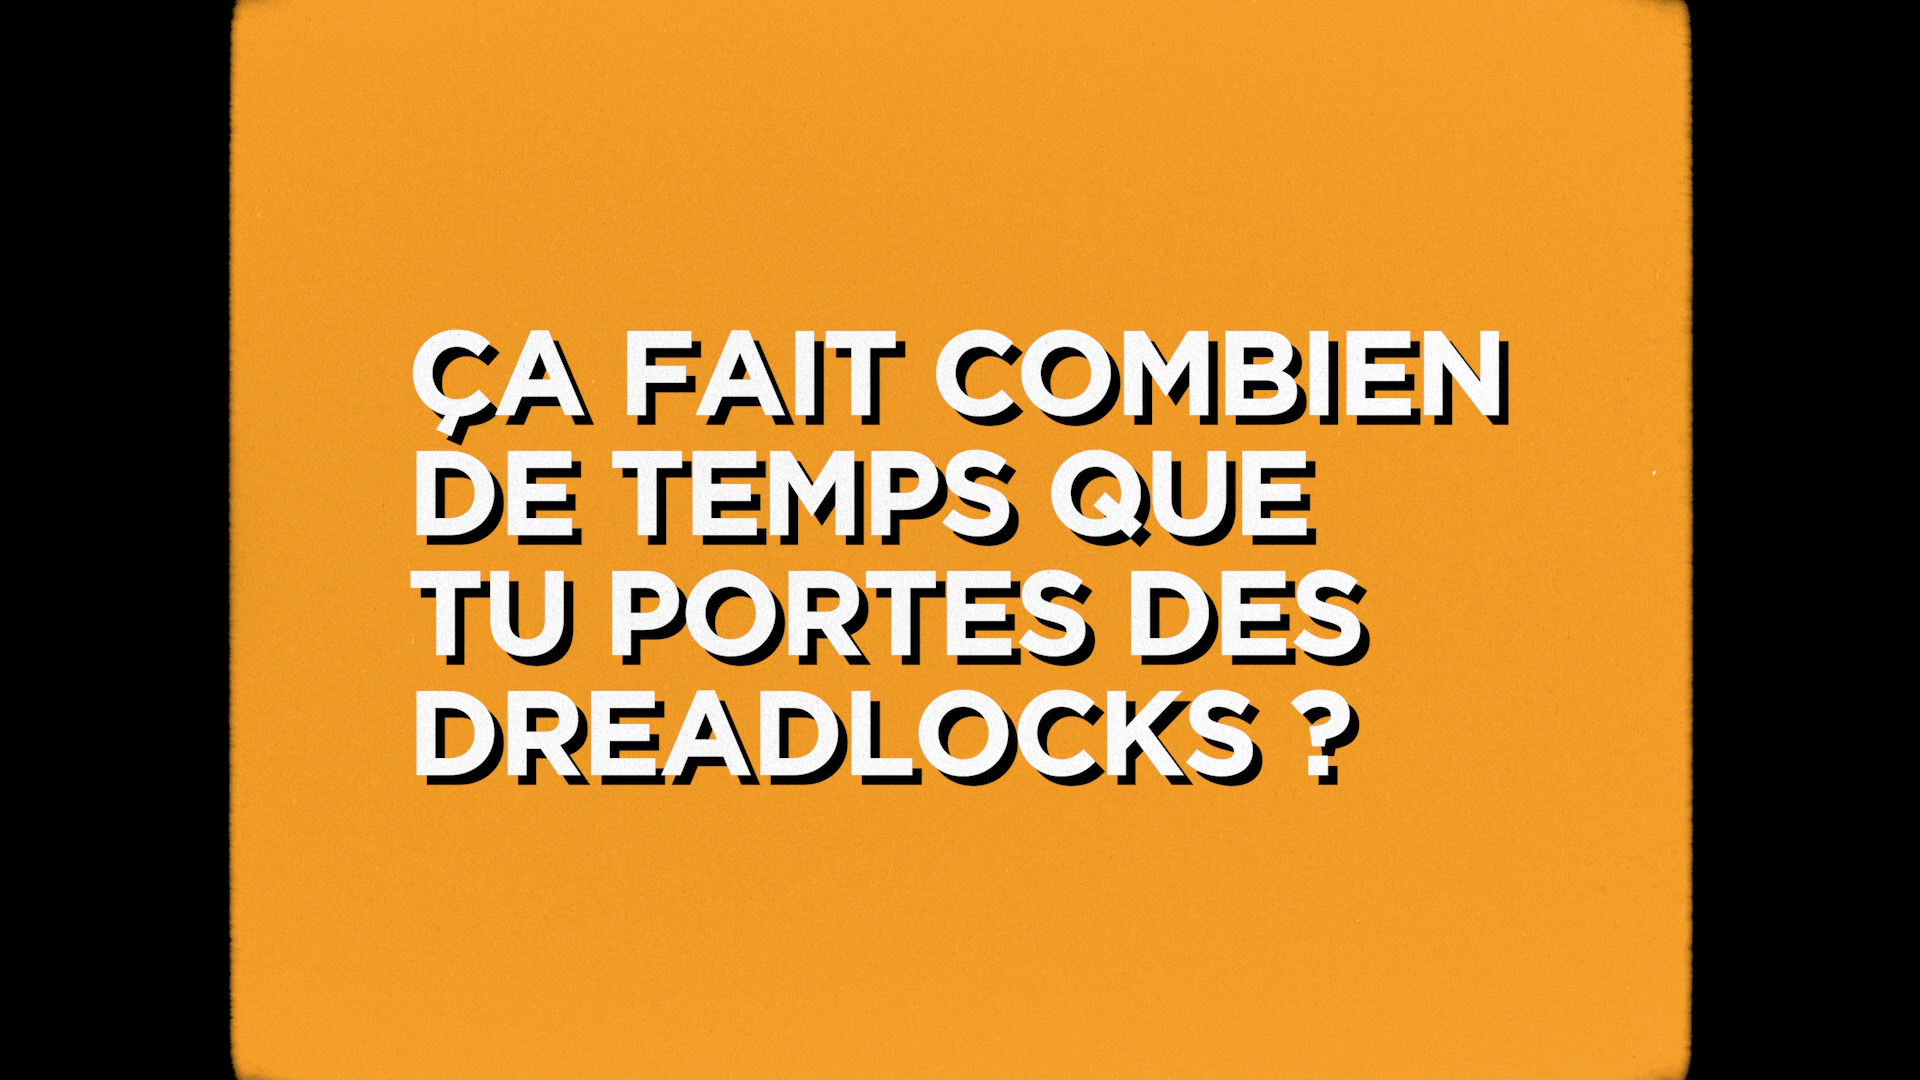 ÇA FAIT COMBIEN
DE TEMPS QUE
TU PORTES DES
DREADLOCKS ?